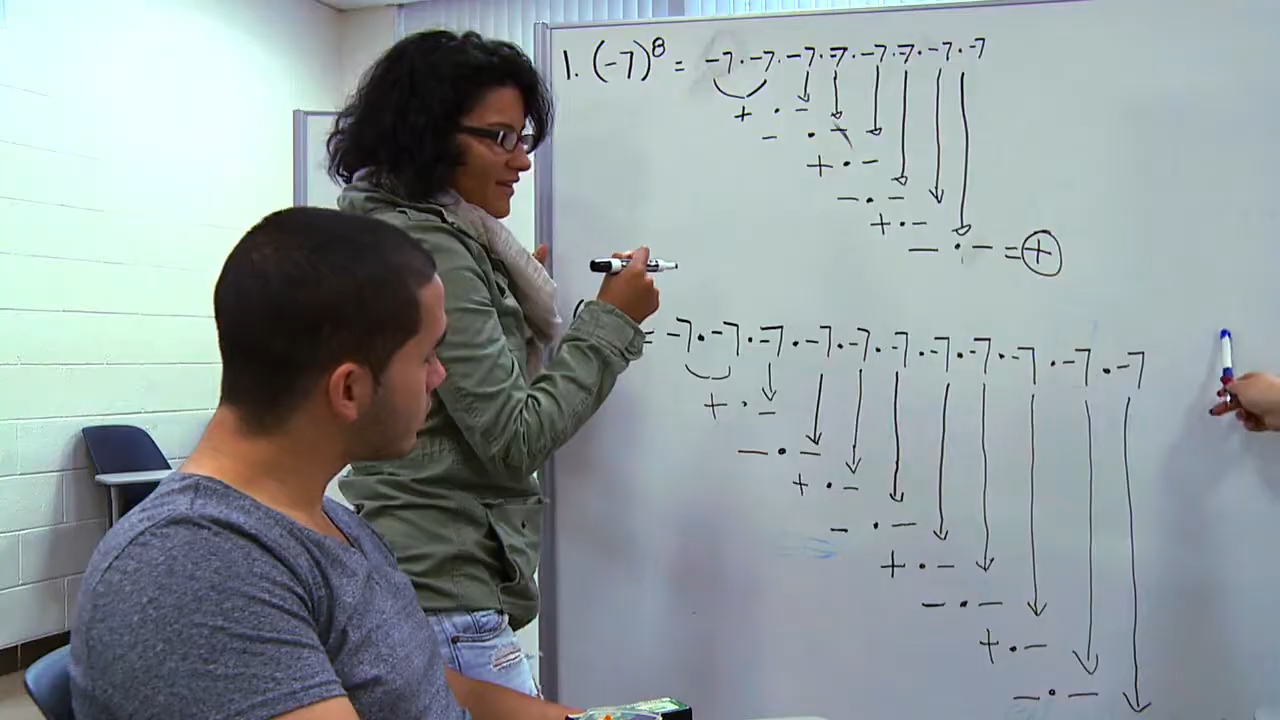 1. (-7)⁸ = -7 · -7 · -7 · -7 · -7 · -7 · -7 · -7
+ · -
- · -
+ · -
- · -
+ · -
- · - = +
( = -7 · -7 · -7 · -7 · -7 · -7 · -7 · -7 · -7 · -7 · -7
+ · -
- · -
+ · -
- · -
+ · -
- · -
+ · -
- · -